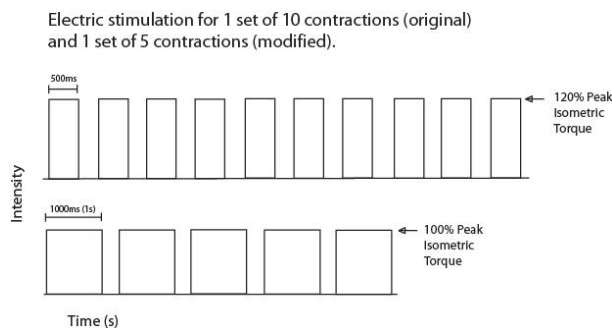 Electric stimulation for 1 set of 10 contractions (original)
and 1 set of 5 contractions (modified).
500ms
120% Peak
Isometric
Torque
Intensity
1000ms (1s)
100% Peak
Isometric
Torque
Time (s)